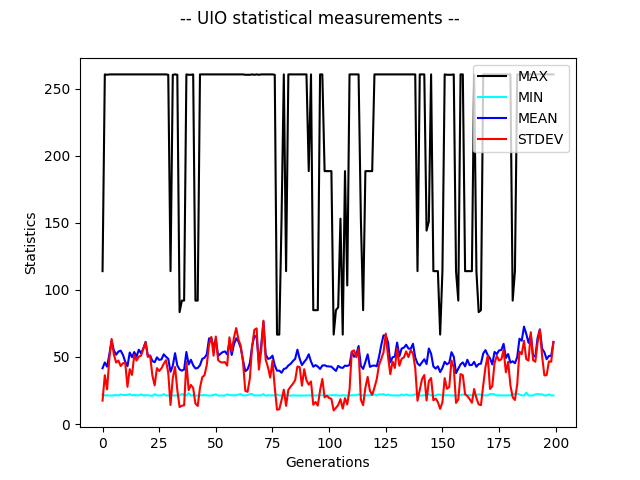 -- UIO statistical measurements --
250
200
150
100
50
0
Statistics
MAX
MIN
MEAN
STDEV
0 25 50 75 100 125 150 175 200
Generations